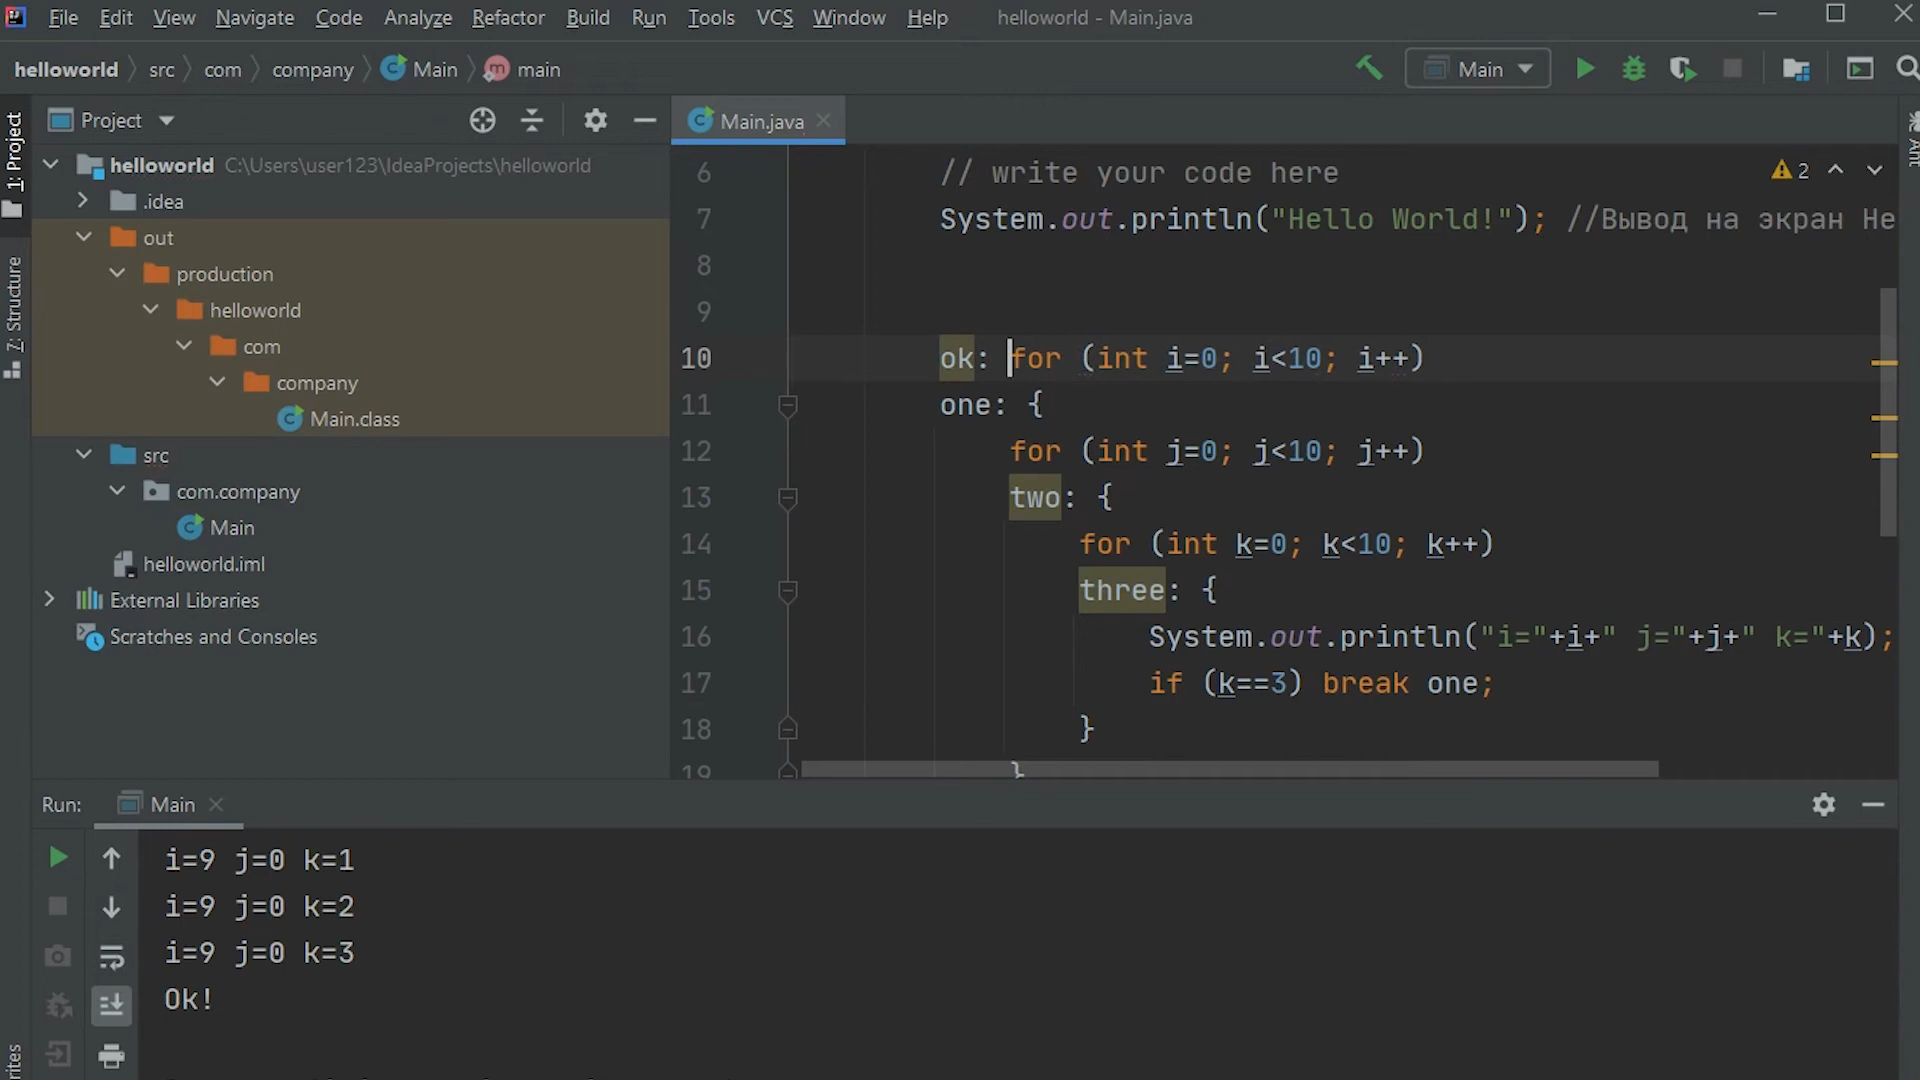 File Edit View Navigate Code Analyze Refactor Build Run Tools VCS Window Help helloworld - Main.java
helloworld src com company Main main
Main
1: Project
7: Structure
rites
Ant
Project
helloworld C:\Users\user123\IdeaProjects\helloworld
.idea
out
production
helloworld
com
company
Main.class
src
com.company
Main
helloworld.iml
External Libraries
Scratches and Consoles
Main.java
2
6 // write your code here
7 System.out.println("Hello World!"); //Вывод на экран He
8
9
10 ok: for (int i=0; i<10; i++)
11 one: {
12 for (int j=0; j<10; j++)
13 two: {
14 for (int k=0; k<10; k++)
15 three: {
16 System.out.println("i="+i+" j="+j+" k="+k);
17 if (k==3) break one;
18 }
19 }
Run: Main
i=9 j=0 k=1
i=9 j=0 k=2
i=9 j=0 k=3
Ok!